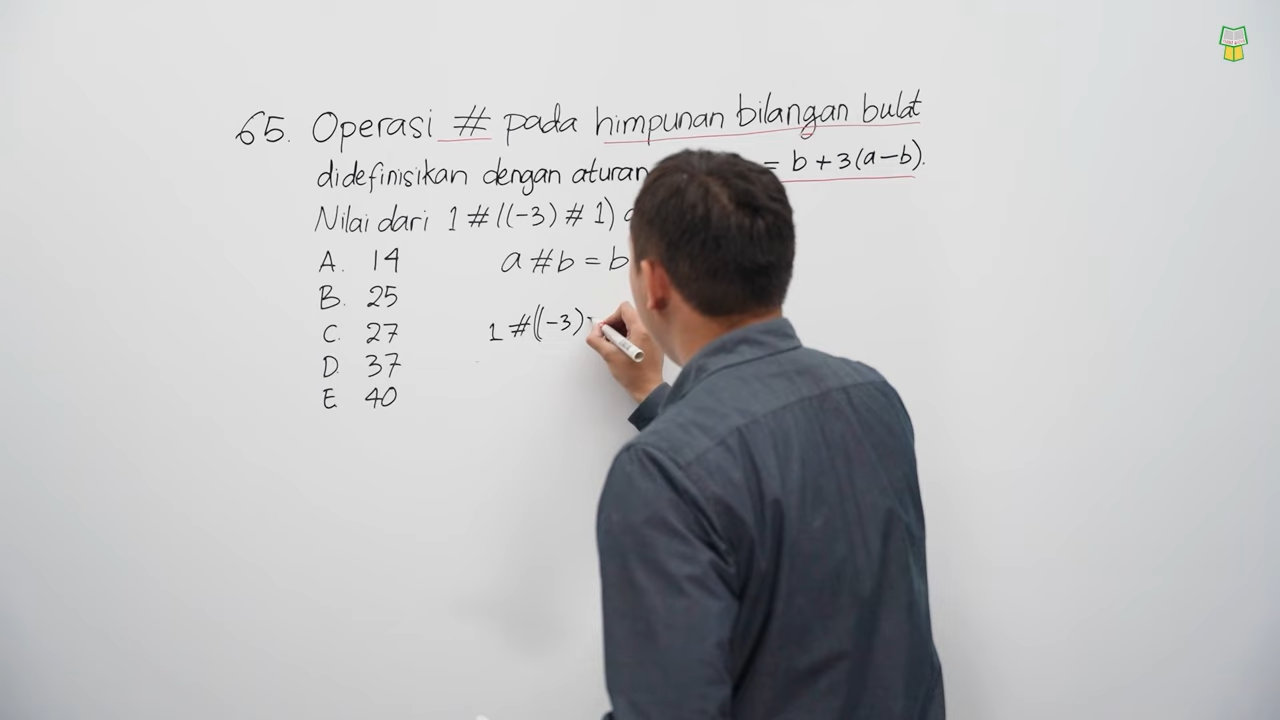 65. Operasi # pada himpunan bilangan bulat
didefinisikan dengan aturan = b + 3(a-b).
Nilai dari 1 # ((-3) # 1)
A. 14
B. 25
C. 27
D. 37
E. 40
a # b = b
1 # ((-3)